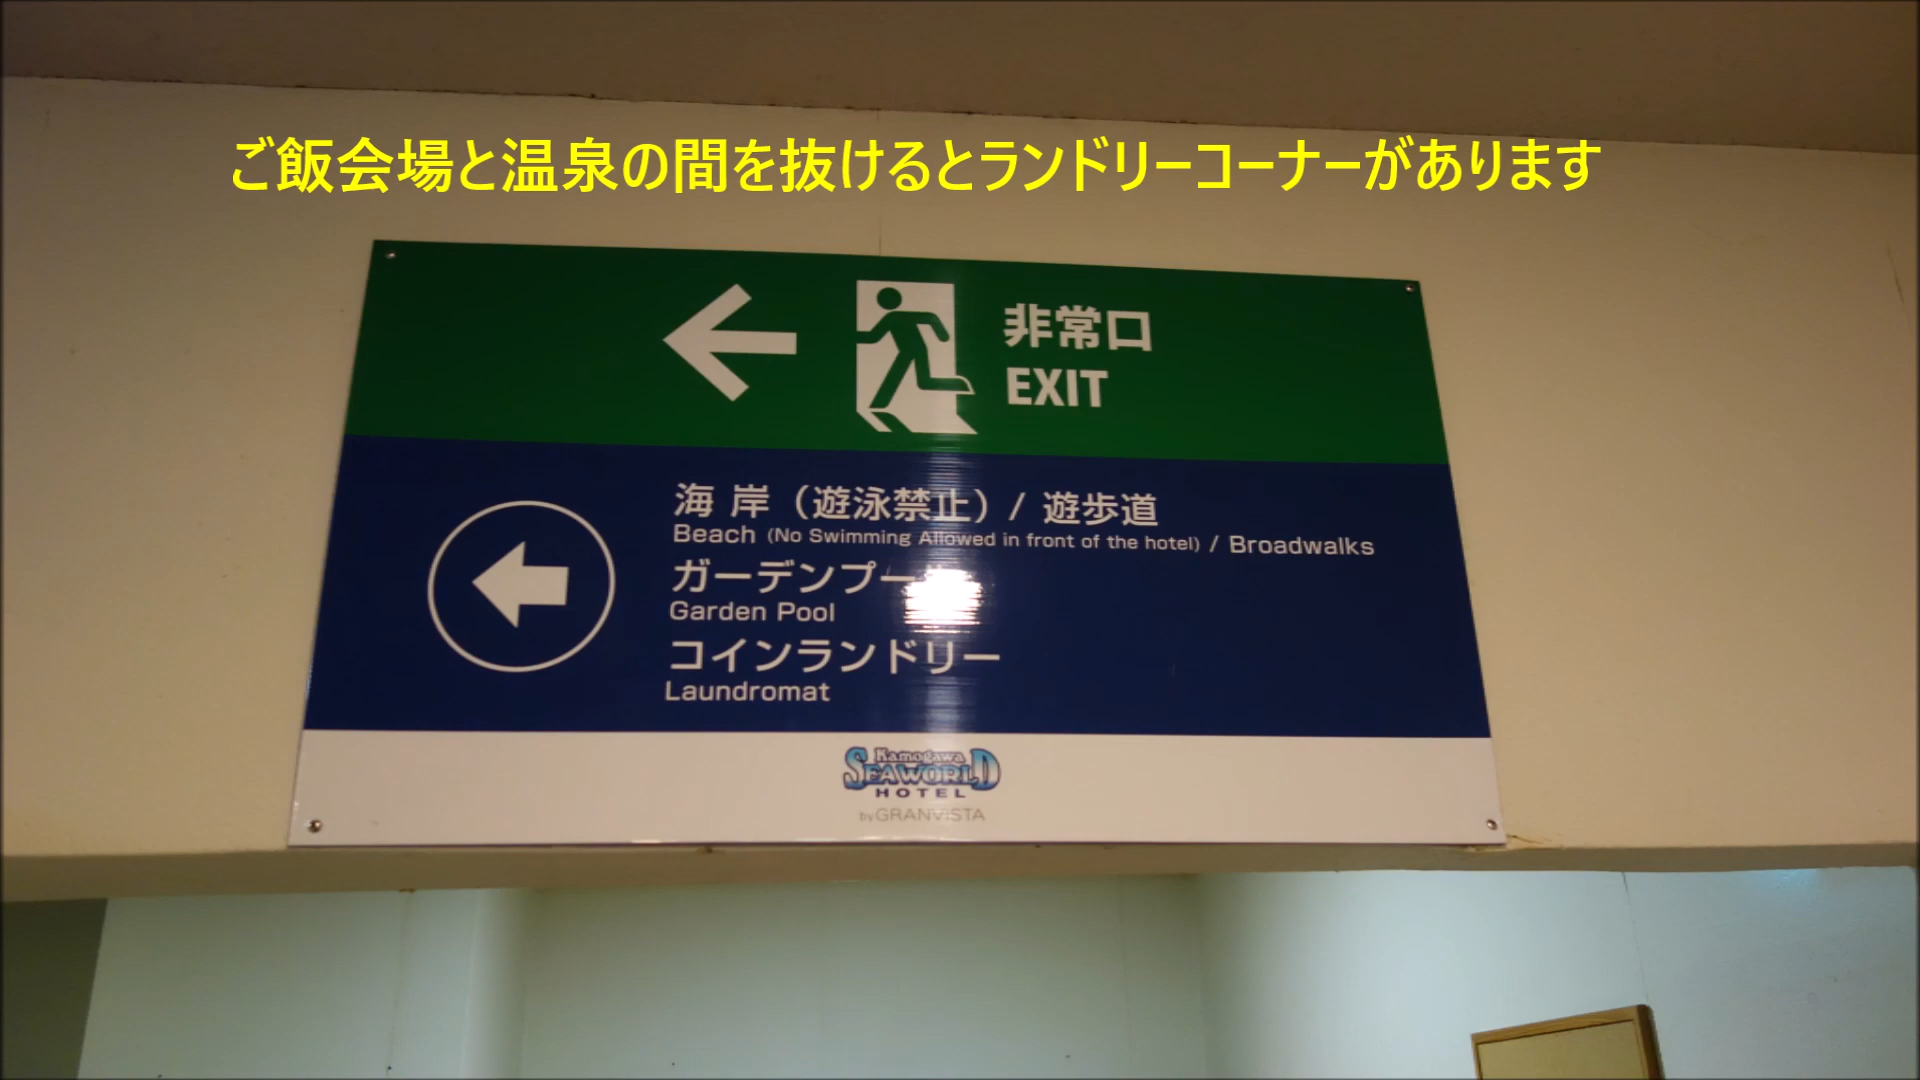 ご飯会場と温泉の間を抜けるとランドリーコーナーがあります
非常口
EXIT
海 岸（遊泳禁止）/ 遊歩道
Beach (No Swimming Allowed in front of the hotel) / Broadwalks
ガーデンプール
Garden Pool
コインランドリー
Laundromat
Kamogawa
SEAWORLD
HOTEL
by GRANVISTA